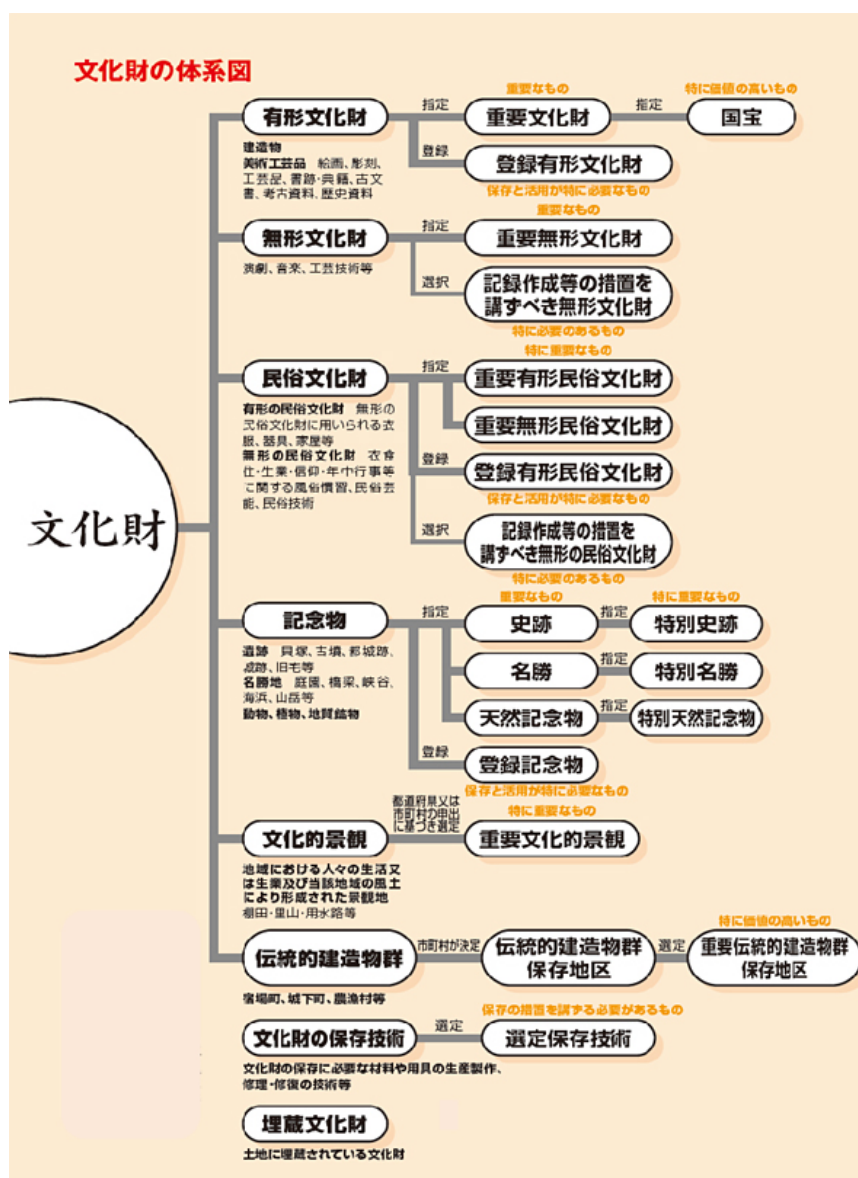 文化財の体系図
文化財
有形文化財
建造物
美術工芸品 絵画、彫刻、
工芸品、書跡・典籍、古文
書、考古資料、歴史資料
指定
重要なもの
重要文化財
指定
特に価値の高いもの
国宝
登録
登録有形文化財
保存と活用が特に必要なもの
無形文化財
演劇、音楽、工芸技術等
指定
重要なもの
重要無形文化財
選択
記録作成等の措置を
講ずべき無形文化財
特に必要のあるもの
民俗文化財
有形の民俗文化財 無形の
民俗文化財に用いられる衣
服、器具、家屋等
無形の民俗文化財 衣食
住・生業・信仰・年中行事等
に関する風俗慣習、民俗芸
能、民俗技術
指定
特に重要なもの
重要有形民俗文化財
重要無形民俗文化財
登録
登録有形民俗文化財
保存と活用が特に必要なもの
選択
記録作成等の措置を
講ずべき無形の民俗文化財
特に必要のあるもの
記念物
遺跡 貝塚、古墳、都城跡、
城跡、旧宅等
名勝地 庭園、橋梁、峡谷、
海浜、山岳等
動物、植物、地質鉱物
指定
重要なもの
史跡
指定
特に重要なもの
特別史跡
名勝
指定
特別名勝
天然記念物
指定
特別天然記念物
登録
登録記念物
保存と活用が特に必要なもの
文化的景観
地域における人々の生活又
は生業及び当該地域の風土
により形成された景観地
棚田・里山・用水路等
都道府県又は
市町村の申出
に基づき選定
特に重要なもの
重要文化的景観
伝統的建造物群
宿場町、城下町、農漁村等
市町村が決定
伝統的建造物群
保存地区
選定
特に価値の高いもの
重要伝統的建造物群
保存地区
文化財の保存技術
文化財の保存に必要な材料や用具の生産製作、
修理・修復の技術等
選定
保存の措置を講ずる必要があるもの
選定保存技術
埋蔵文化財
土地に埋蔵されている文化財